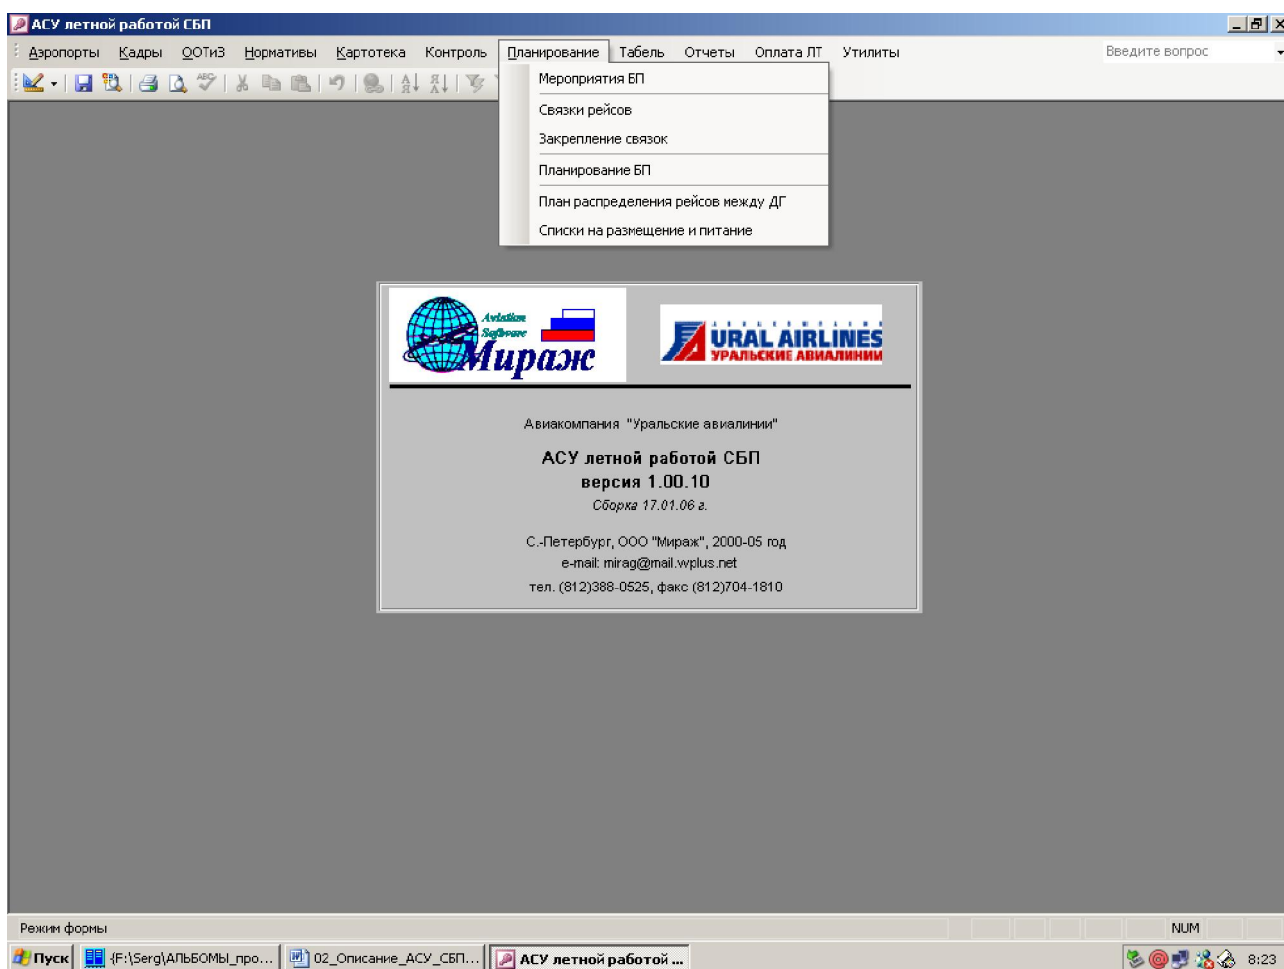 АСУ летной работой СБП
Аэропорты Кадры ООТиЗ Нормативы Картотека Контроль Планирование Табель Отчеты Оплата ЛТ Утилиты Введите вопрос
Мероприятия БП
Связки рейсов
Закрепление связок
Планирование БП
План распределения рейсов между ДГ
Списки на размещение и питание
Aviation
Software
Мираж
АВИАКОМПАНИЯ
URAL AIRLINES
УРАЛЬСКИЕ АВИАЛИНИИ
Авиакомпания "Уральские авиалинии"
АСУ летной работой СБП
версия 1.00.10
Сборка 17.01.06 г.
С.-Петербург, ООО "Мираж", 2000-05 год
e-mail: mirag@mail.wplus.net
тел. (812)388-0525, факс (812)704-1810
Режим формы NUM
Пуск {F:\Serg\АЛЬБОМЫ_про... 02_Описание_АСУ_СБП... АСУ летной работой ... 8:23